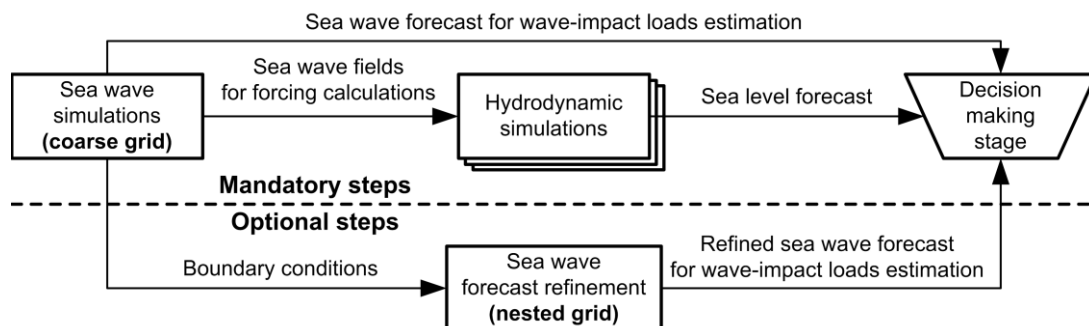 Sea wave forecast for wave-impact loads estimation
Sea wave
simulations
(coarse grid)
Sea wave fields
for forcing calculations
Hydrodynamic
simulations
Sea level forecast
Decision
making
stage
Mandatory steps
Optional steps
Boundary conditions
Sea wave
forecast refinement
(nested grid)
Refined sea wave forecast
for wave-impact loads estimation